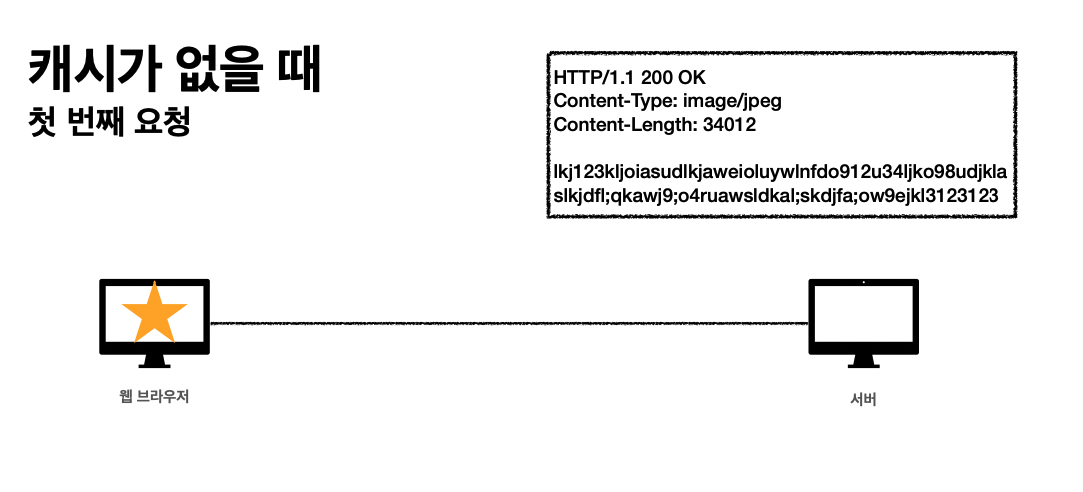 캐시가 없을 때
첫 번째 요청
HTTP/1.1 200 OK
Content-Type: image/jpeg
Content-Length: 34012
lkj123kljoiasudlkjaweioluywlnfdo912u34ljko98udjkla
slkjdfl;qkawj9;o4ruawsldkal;skdjfa;ow9ejkl3123123
웹 브라우저
서버